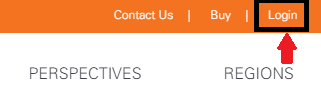 Contact Us | Buy | Login
PERSPECTIVES REGIONS